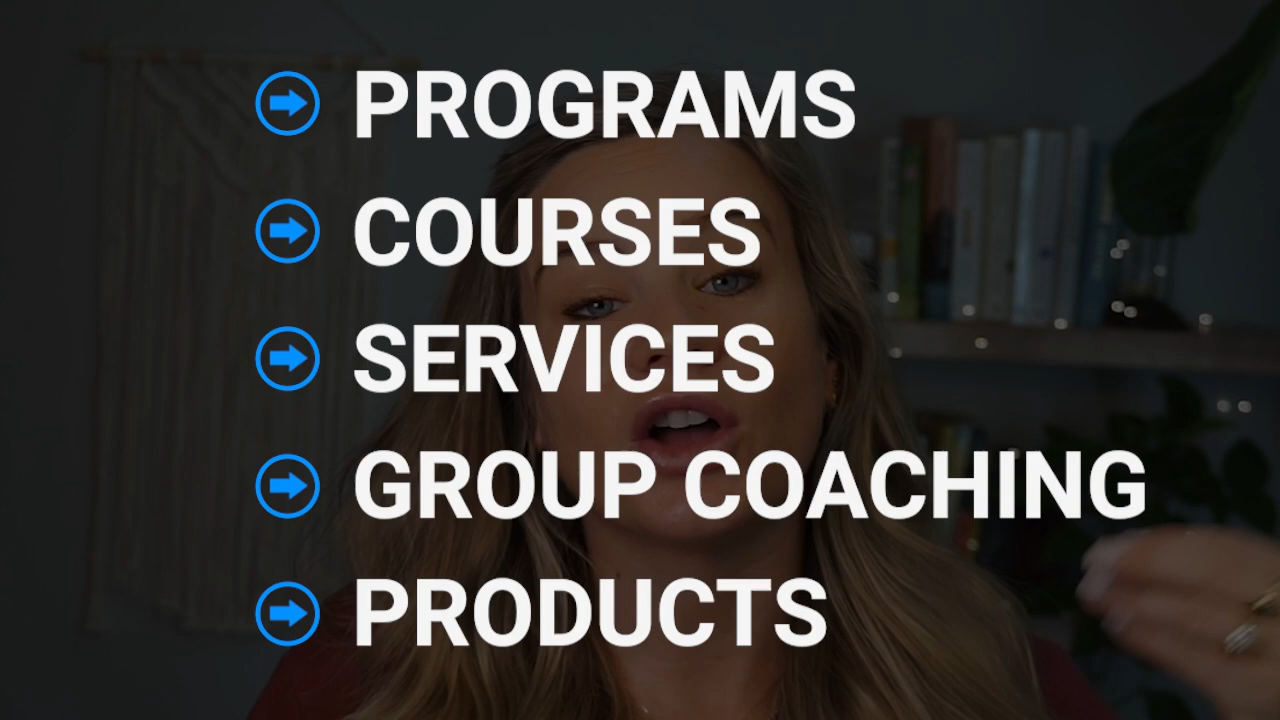 PROGRAMS
COURSES
SERVICES
GROUP COACHING
PRODUCTS